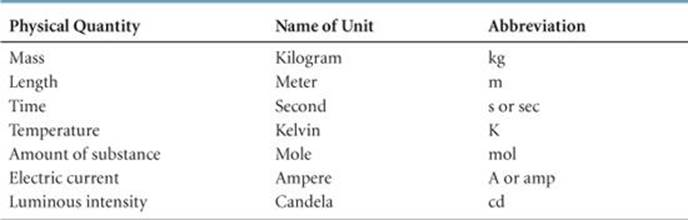 Physical Quantity Name of Unit Abbreviation
Mass Kilogram kg
Length Meter m
Time Second s or sec
Temperature Kelvin K
Amount of substance Mole mol
Electric current Ampere A or amp
Luminous intensity Candela cd